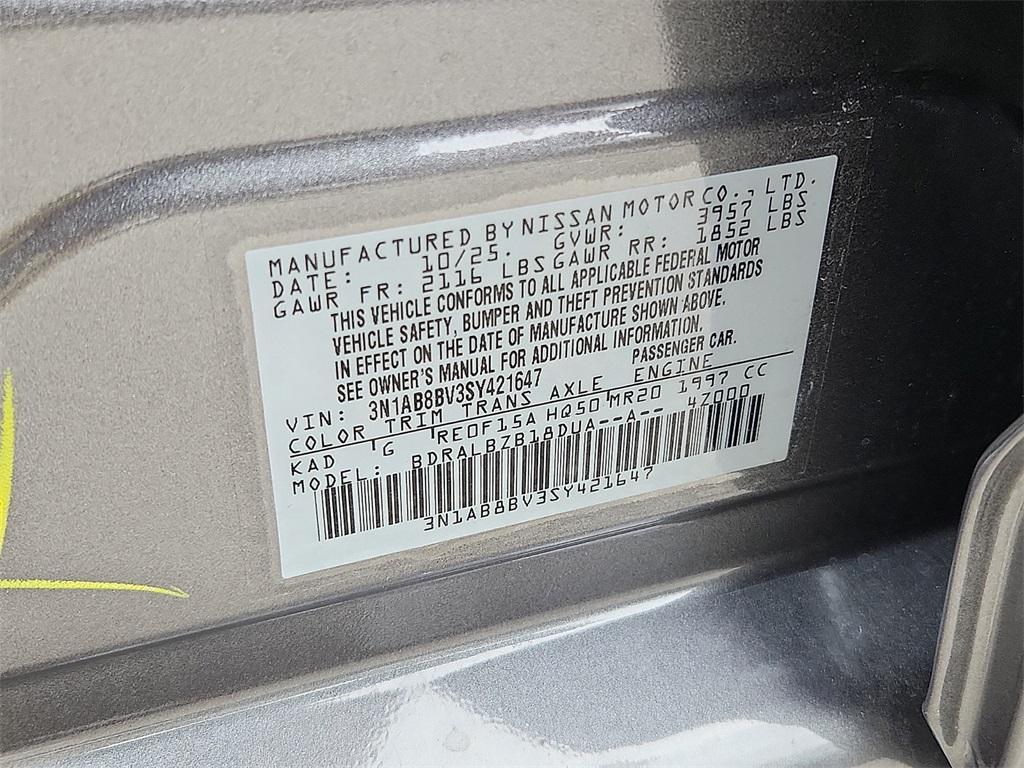 MANUFACTURED BY NISSAN MOTOR CO., LTD.
DATE: 10/25. GVWR: 3957 LBS
GAWR FR: 2116 LBS GAWR RR: 1852 LBS
THIS VEHICLE CONFORMS TO ALL APPLICABLE FEDERAL MOTOR
VEHICLE SAFETY, BUMPER AND THEFT PREVENTION STANDARDS
IN EFFECT ON THE DATE OF MANUFACTURE SHOWN ABOVE.
SEE OWNER'S MANUAL FOR ADDITIONAL INFORMATION.
VIN: 3N1AB8BV3SY421647 PASSENGER CAR.
COLOR TRIM TRANS AXLE ENGINE
KAD G RE0F15A HQ50 MR20 1997 CC
MODEL: BDRALBZB18DUA--A-- 4Z000
3N1AB8BV3SY421647